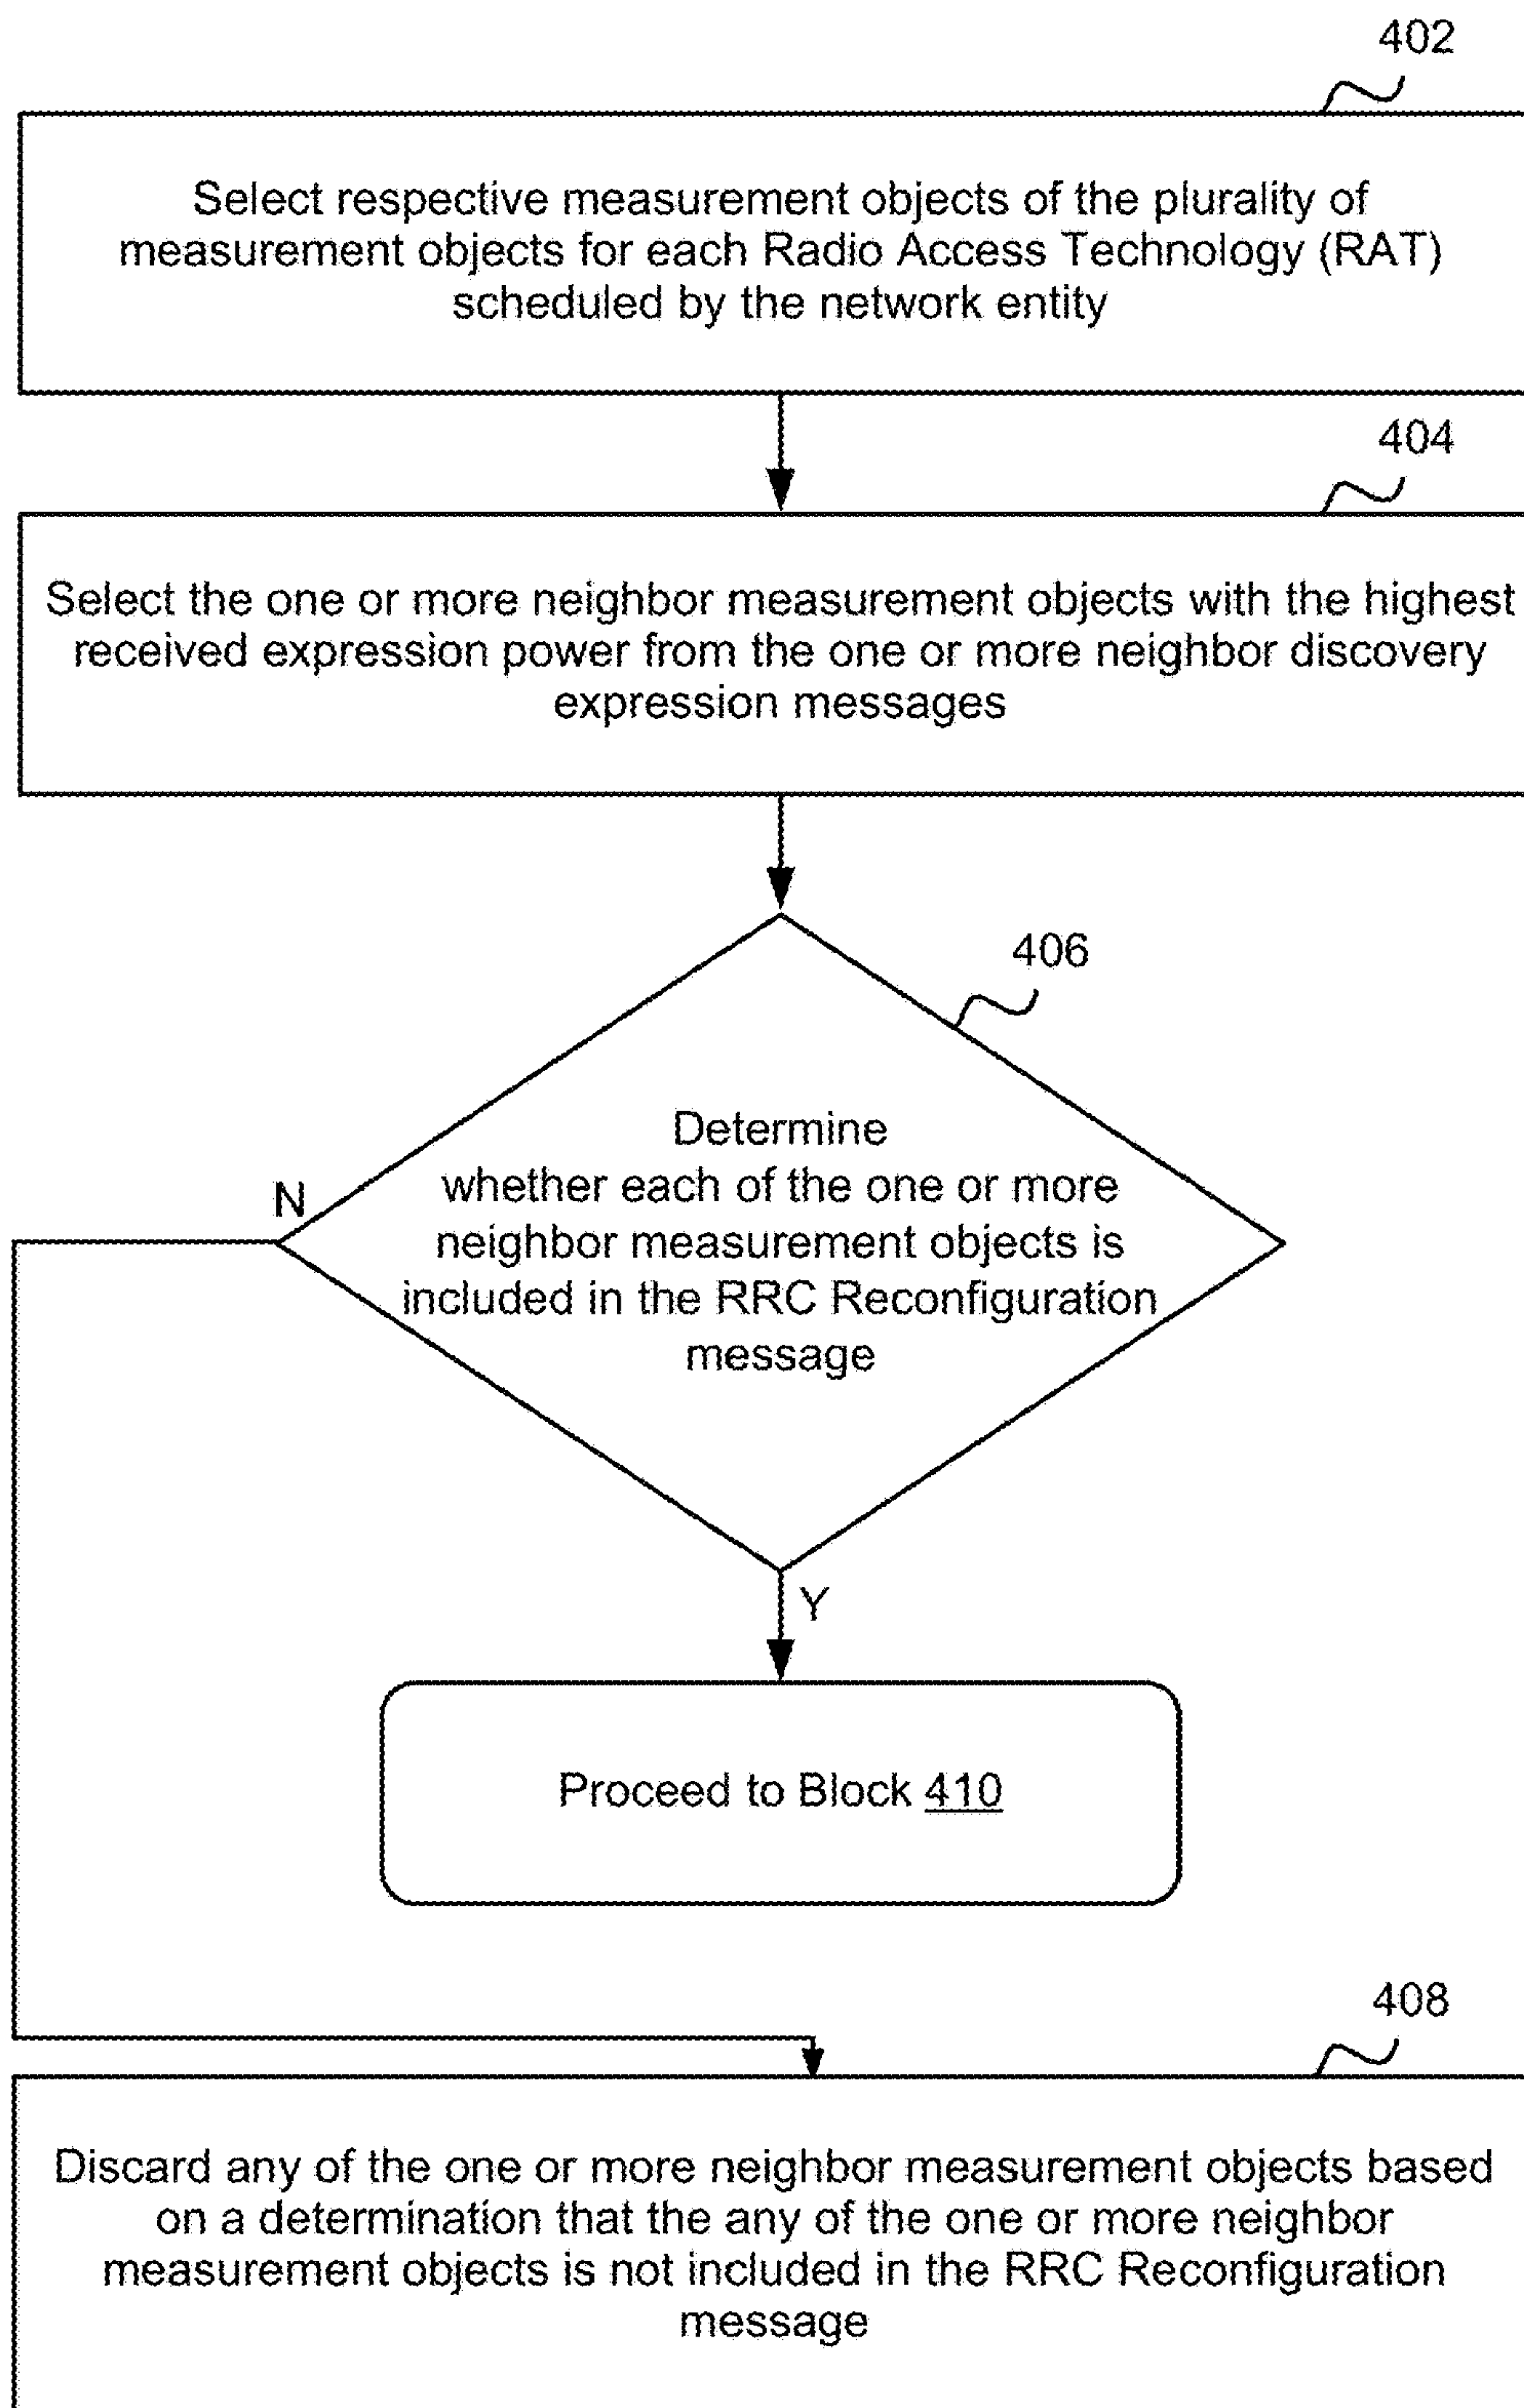 402
Select respective measurement objects of the plurality of
measurement objects for each Radio Access Technology (RAT)
scheduled by the network entity
404
Select the one or more neighbor measurement objects with the highest
received expression power from the one or more neighbor discovery
expression messages
406
Determine
whether each of the one or more
neighbor measurement objects is
included in the RRC Reconfiguration
message
N
Y
Proceed to Block 410
408
Discard any of the one or more neighbor measurement objects based
on a determination that the any of the one or more neighbor
measurement objects is not included in the RRC Reconfiguration
message